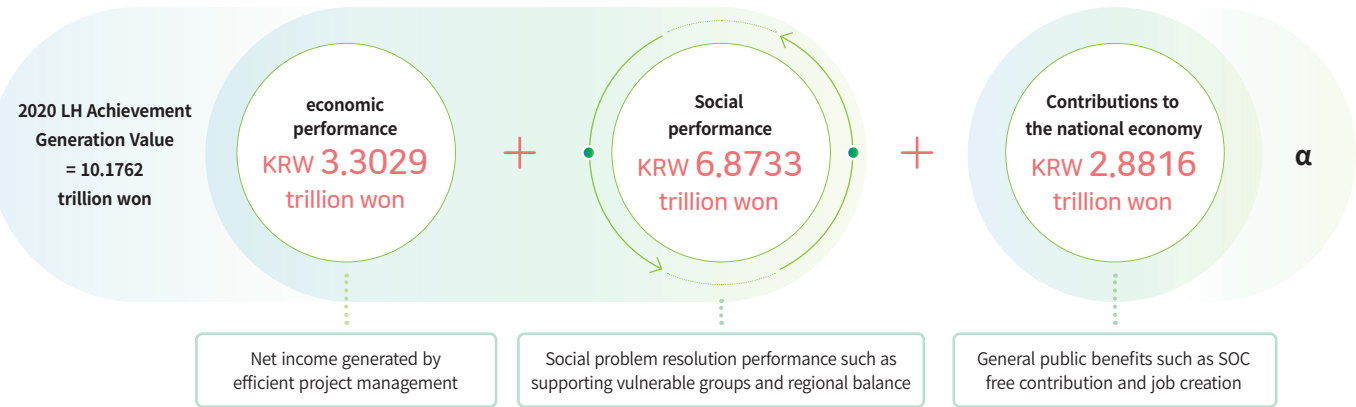 2020 LH Achievement
Generation Value
= 10.1762
trillion won
economic
performance
KRW 3.3029
trillion won
+
Social
performance
KRW 6.8733
trillion won
+
Contributions to
the national economy
KRW 2.8816
trillion won
α
Net income generated by
efficient project management
Social problem resolution performance such as
supporting vulnerable groups and regional balance
General public benefits such as SOC
free contribution and job creation